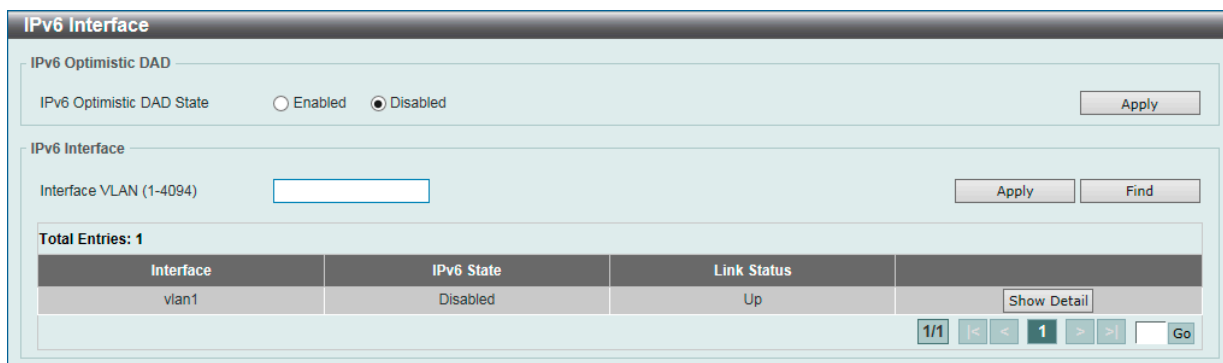 IPv6 Interface
IPv6 Optimistic DAD
IPv6 Optimistic DAD State Enabled Disabled Apply
IPv6 Interface
Interface VLAN (1-4094) Apply Find
Total Entries: 1
Interface IPv6 State Link Status
vlan1 Disabled Up Show Detail
1/1 |< < 1 > >| Go